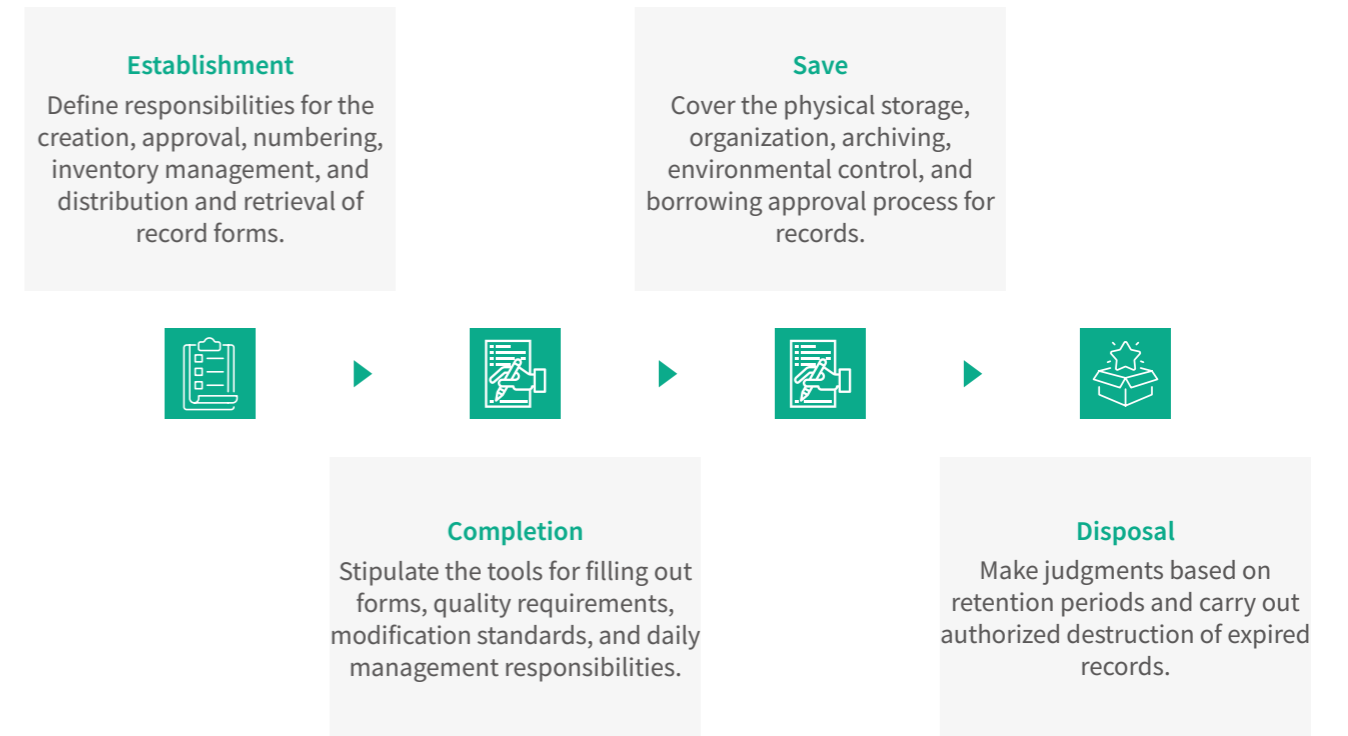 Establishment
Define responsibilities for the
creation, approval, numbering,
inventory management, and
distribution and retrieval of
record forms.
Completion
Stipulate the tools for filling out
forms, quality requirements,
modification standards, and daily
management responsibilities.
Save
Cover the physical storage,
organization, archiving,
environmental control, and
borrowing approval process for
records.
Disposal
Make judgments based on
retention periods and carry out
authorized destruction of expired
records.